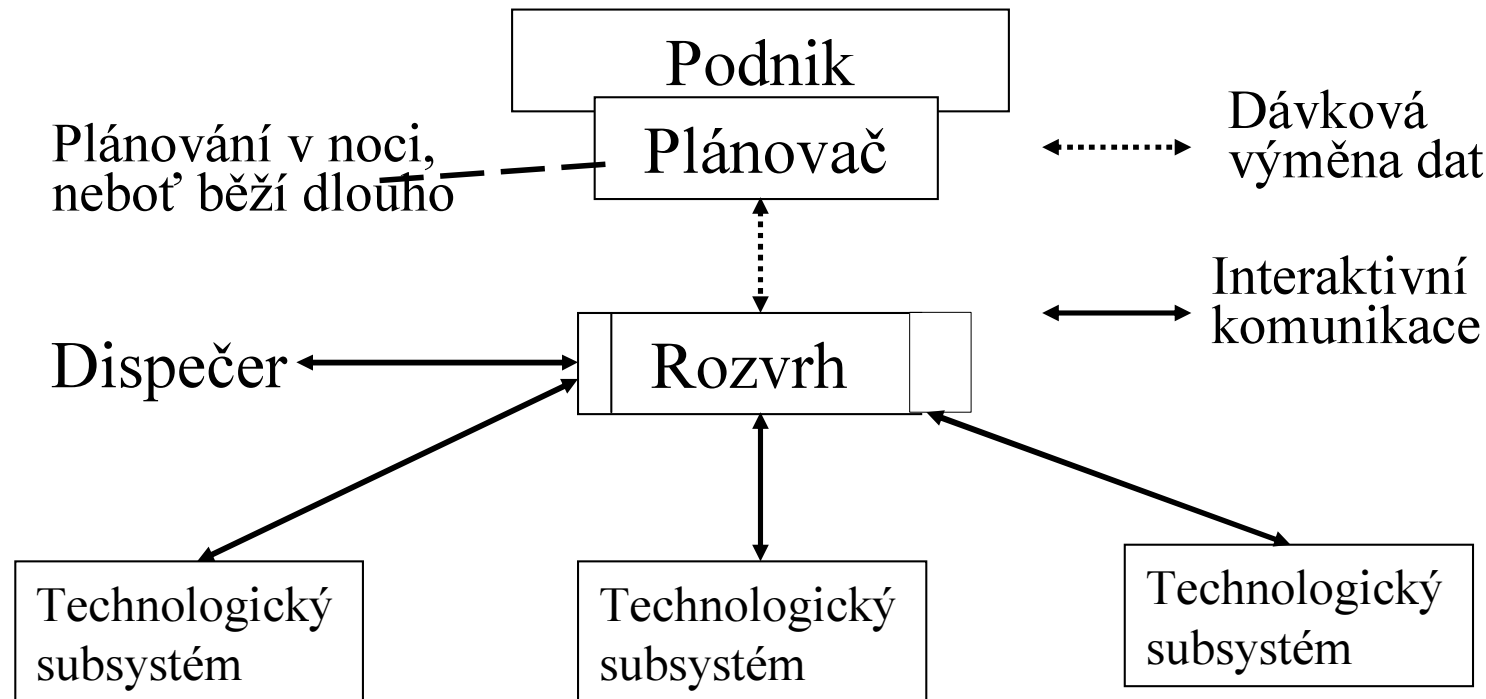 Podnik
Plánovač
Plánování v noci,
neboť běží dlouho
Dávková
výměna dat
Interaktivní
komunikace
Dispečer
Rozvrh
Technologický
subsystém
Technologický
subsystém
Technologický
subsystém